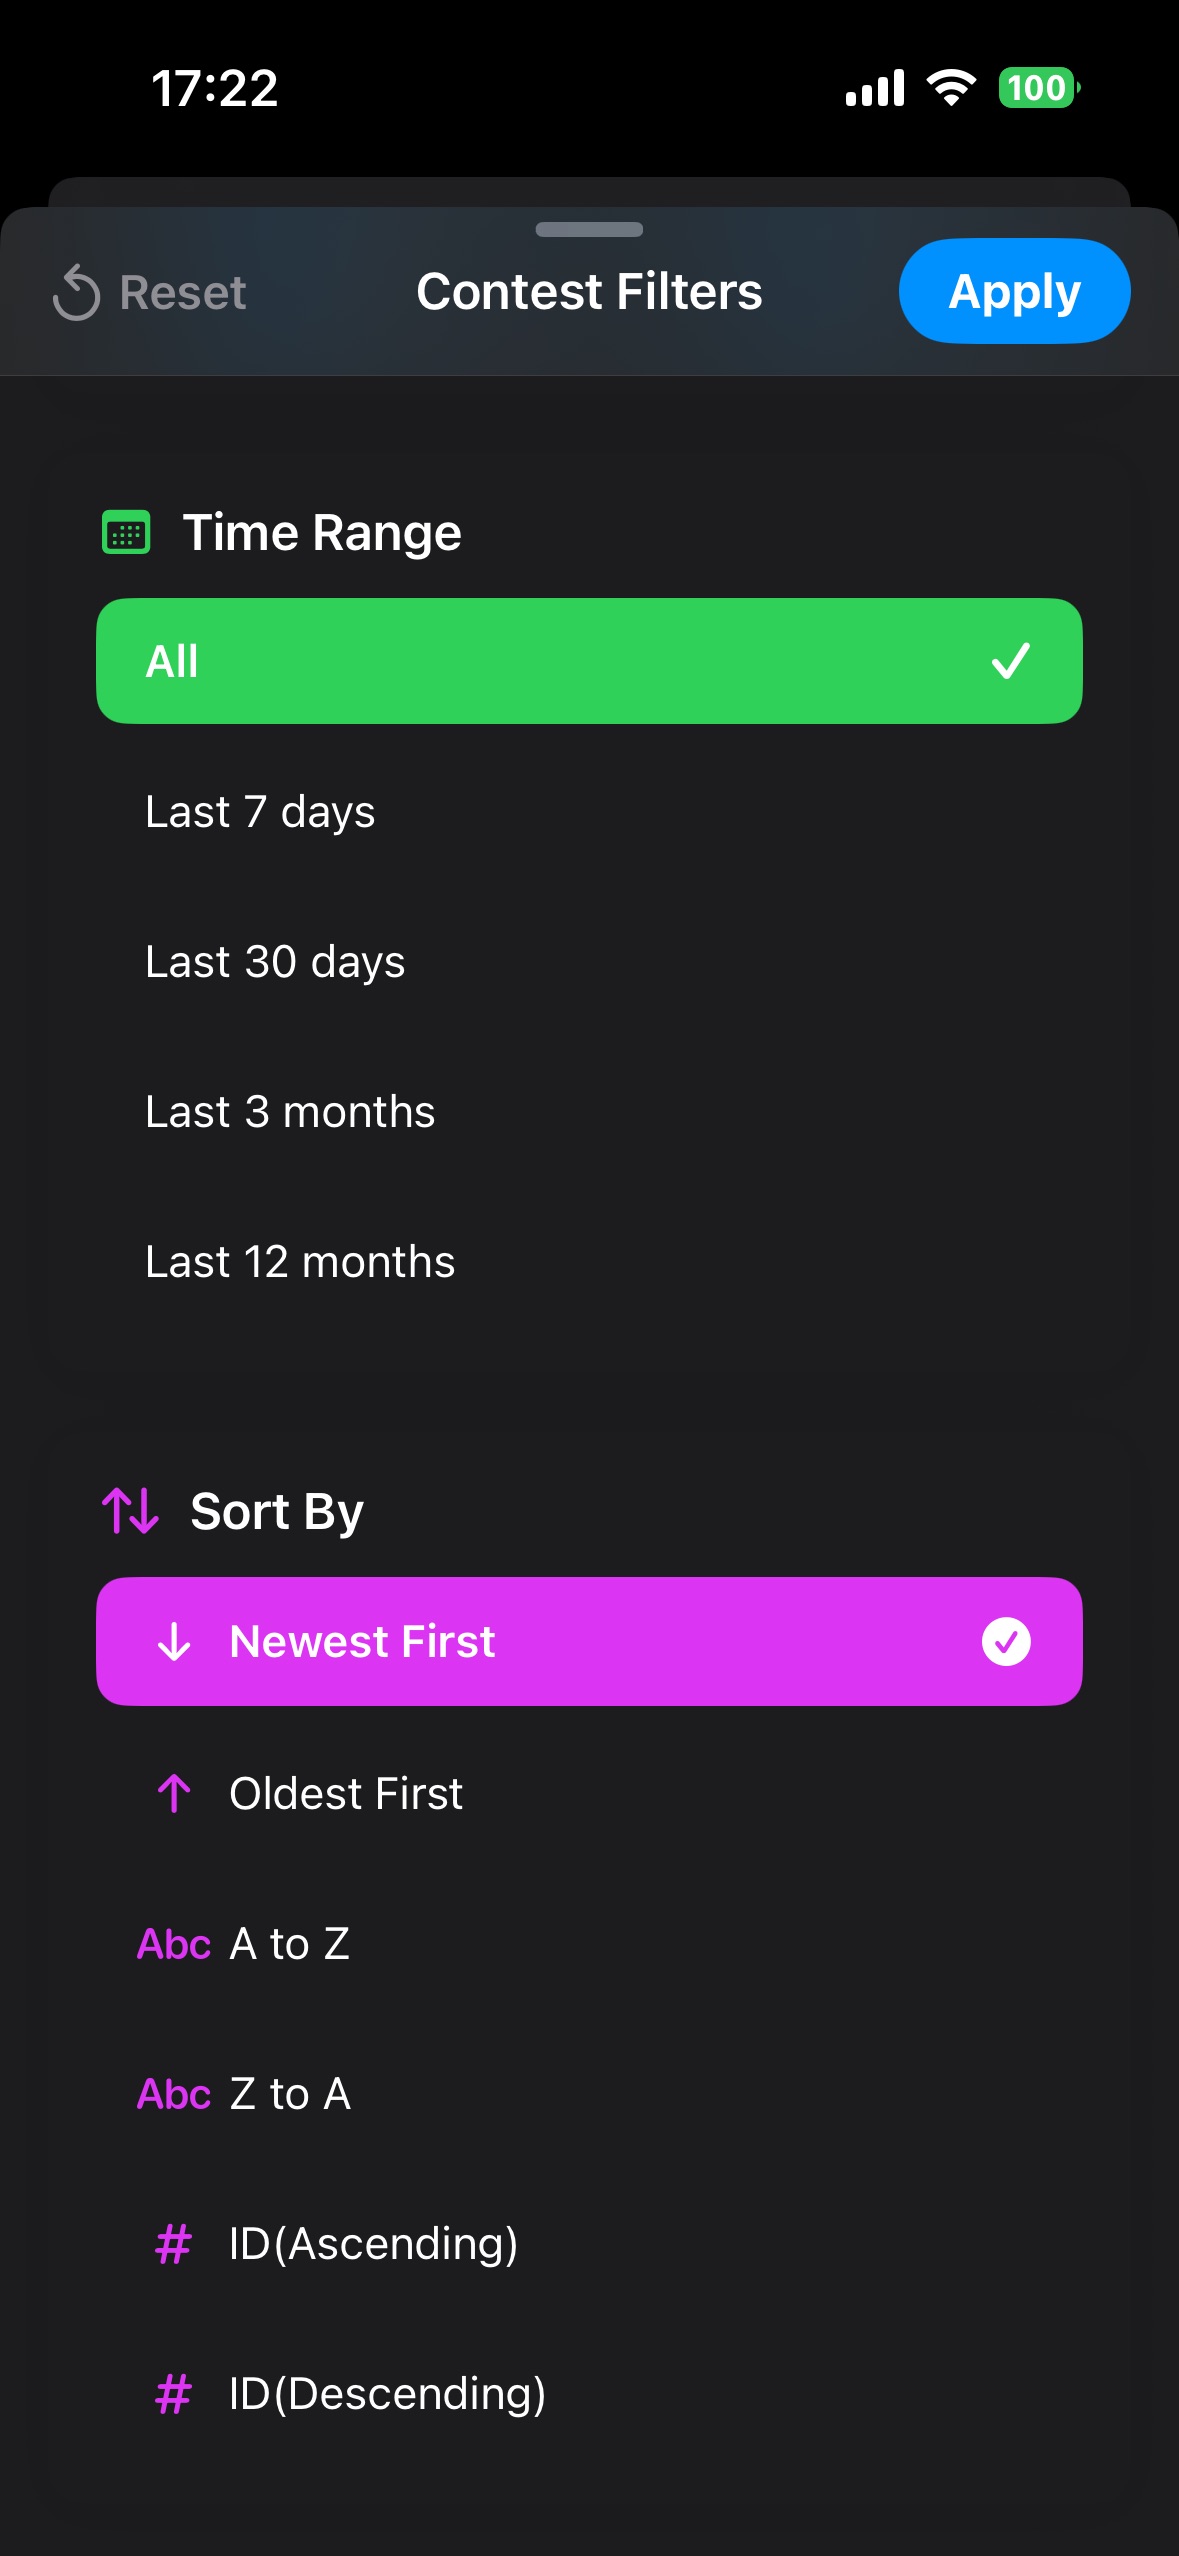 17:22
100
Reset
Contest Filters
Apply
Time Range
All
Last 7 days
Last 30 days
Last 3 months
Last 12 months
Sort By
Newest First
Oldest First
Abc A to Z
Abc Z to A
# ID(Ascending)
# ID(Descending)